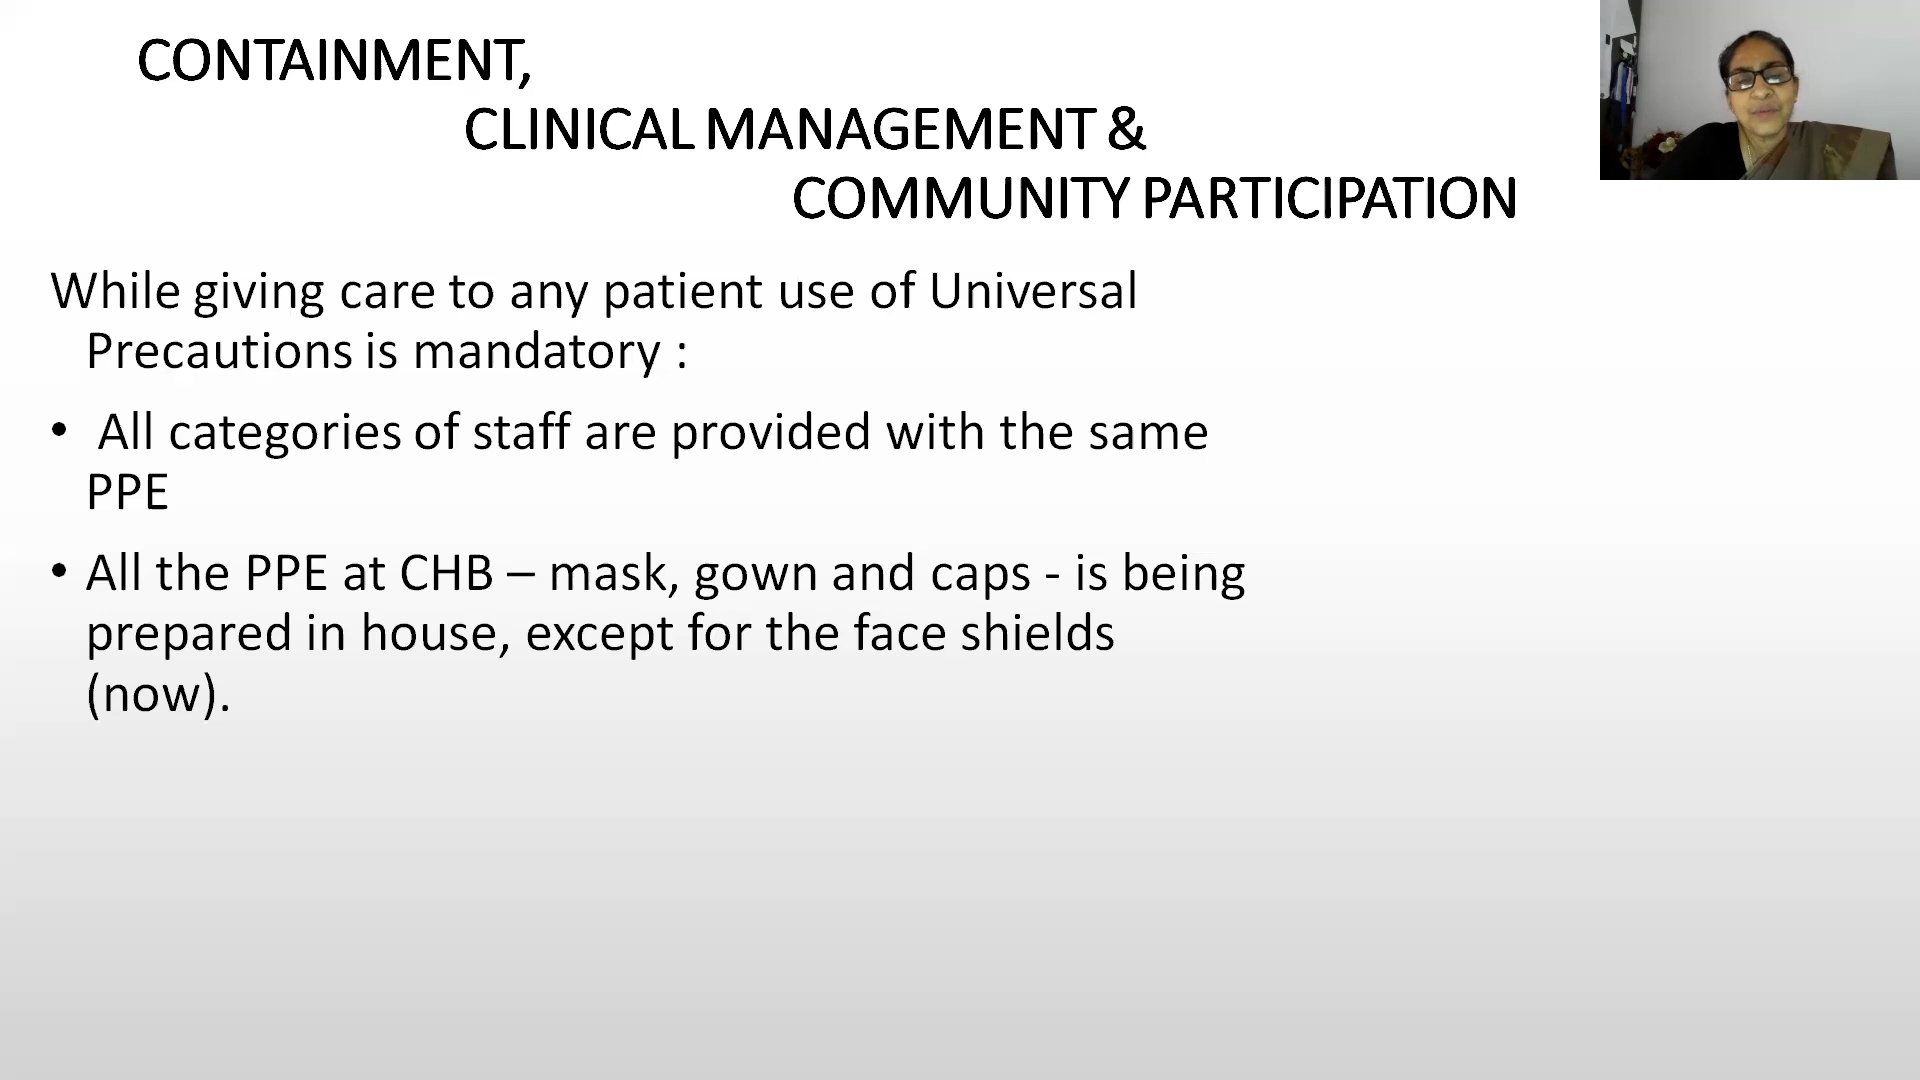 CONTAINMENT,
CLINICAL MANAGEMENT &
COMMUNITY PARTICIPATION
While giving care to any patient use of Universal
Precautions is mandatory :
• All categories of staff are provided with the same
PPE
• All the PPE at CHB – mask, gown and caps - is being
prepared in house, except for the face shields
(now).